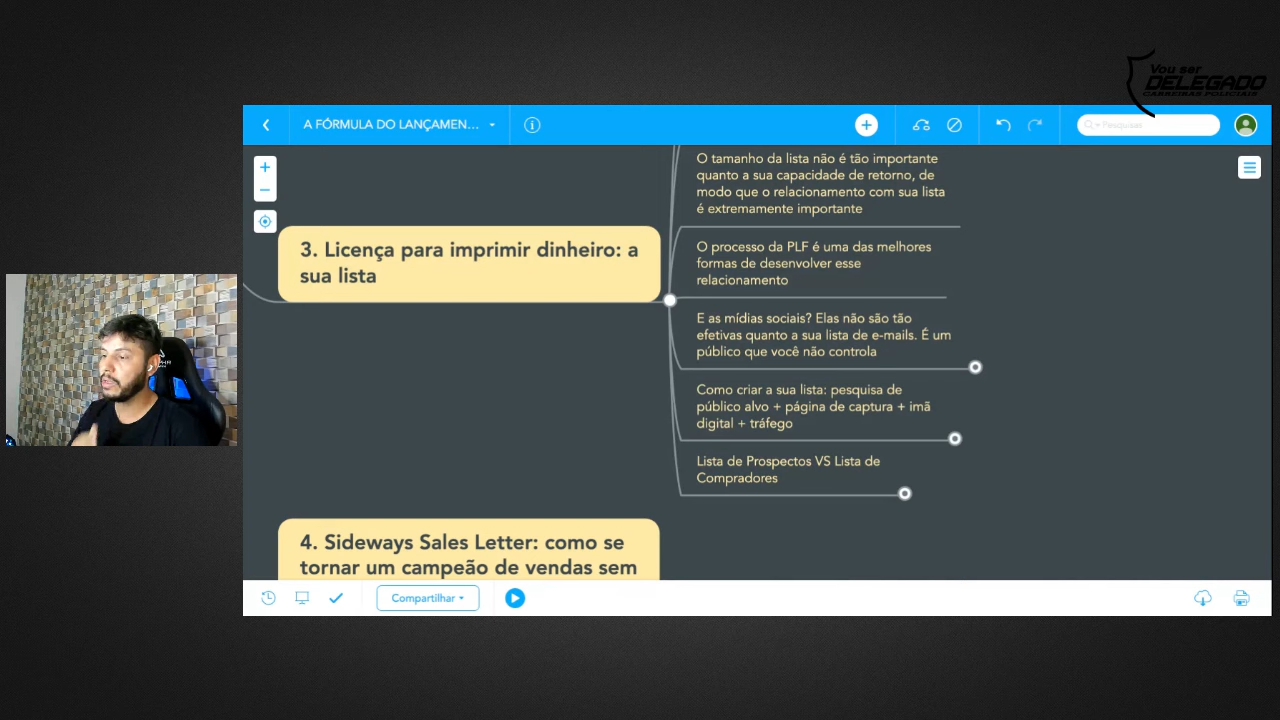 Vou ser
DELEGADO
CARREIRAS POLICIAIS
A FÓRMULA DO LANÇAMEN...
Pesquisar
O tamanho da lista não é tão importante
quanto a sua capacidade de retorno, de
modo que o relacionamento com sua lista
é extremamente importante
3. Licença para imprimir dinheiro: a
sua lista
O processo da PLF é uma das melhores
formas de desenvolver esse
relacionamento
E as mídias sociais? Elas não são tão
efetivas quanto a sua lista de e-mails. É um
público que você não controla
Como criar a sua lista: pesquisa de
público alvo + página de captura + imã
digital + tráfego
Lista de Prospectos VS Lista de
Compradores
4. Sideways Sales Letter: como se
tornar um campeão de vendas sem
Compartilhar